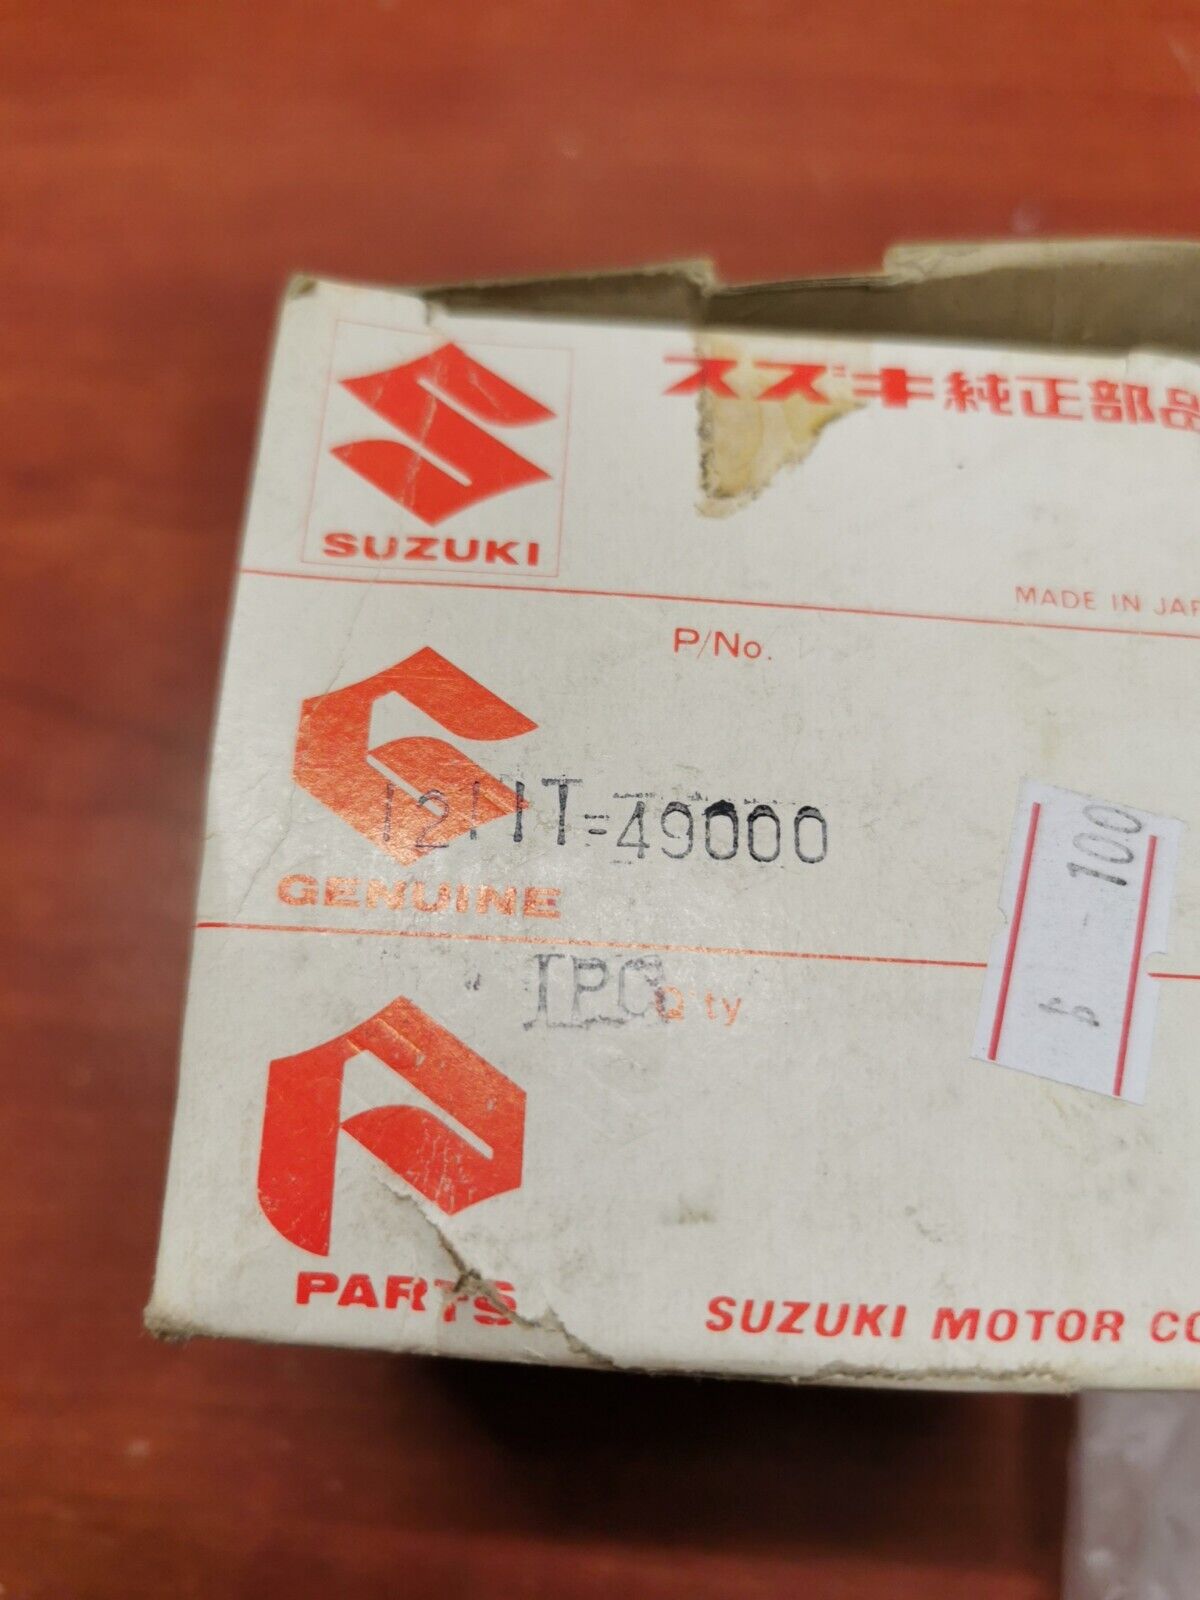 SUZUKI
スズキ純正部品
MADE IN JAP
P/No.
12111-49000
GENUINE
1PC Q'ty
PARTS
SUZUKI MOTOR CO
100